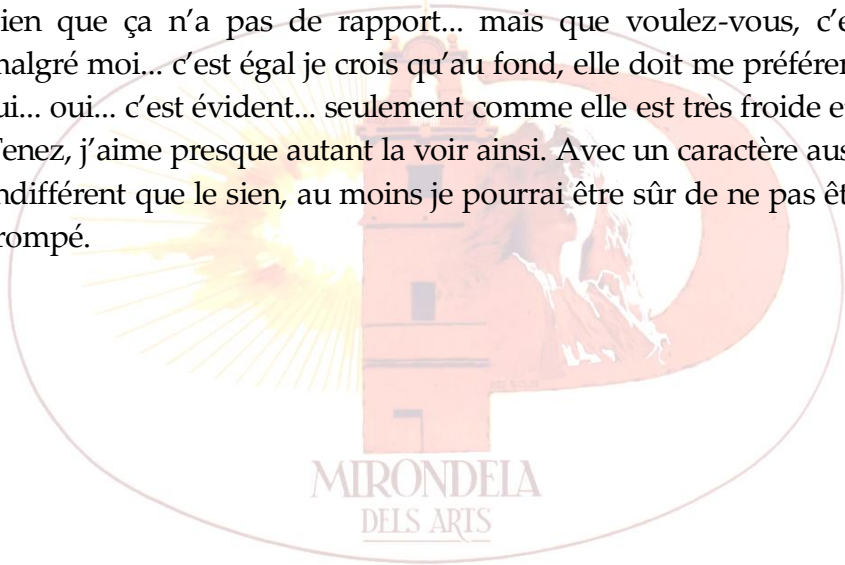 ien que ça n’a pas de rapport... mais que voulez-vous, c’e
nalgré moi... c’est égal je crois qu’au fond, elle doit me préférer
ui... oui... c’est évident... seulement comme elle est très froide e
enez, j’aime presque autant la voir ainsi. Avec un caractère aus
ndifférent que le sien, au moins je pourrai être sûr de ne pas êt
rompé.
MIRONDELA
DELS ARTS